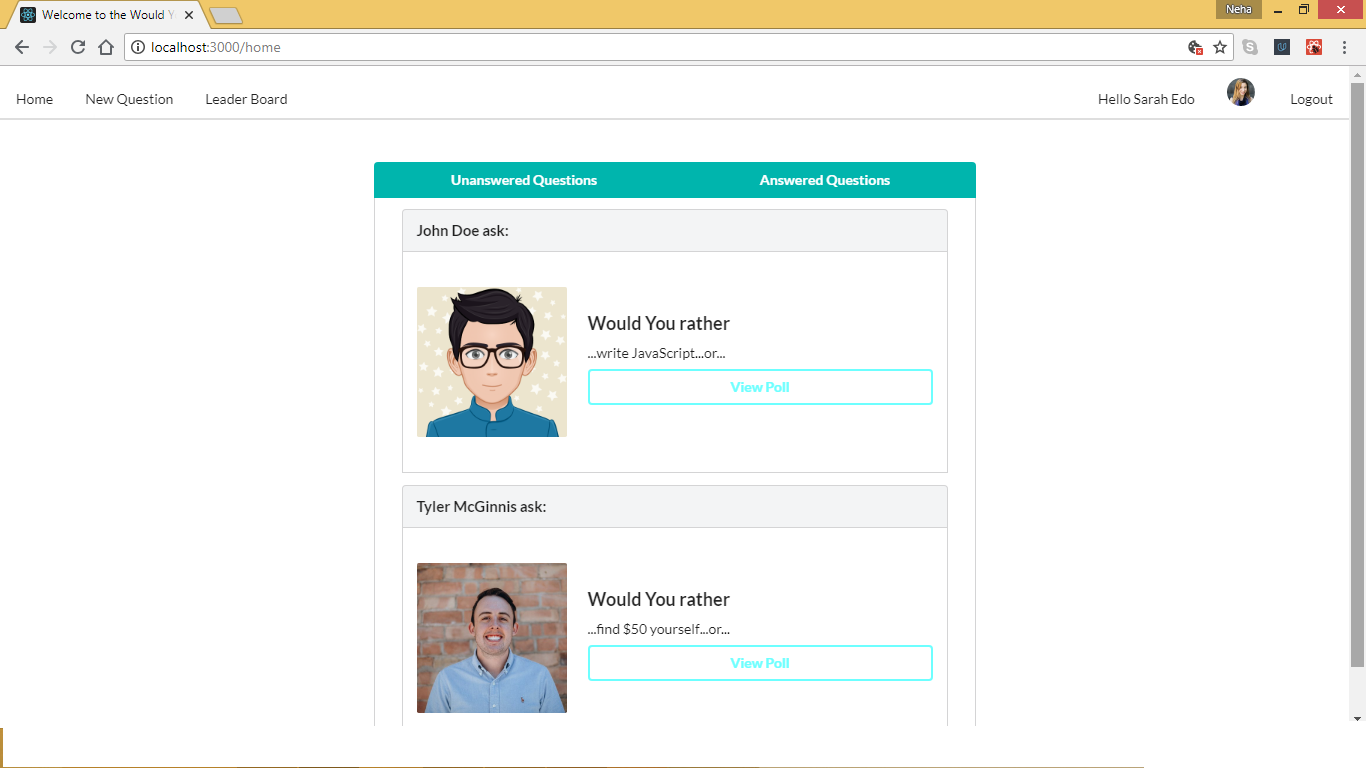 Welcome to the Would Y
Neha
localhost:3000/home
Home
New Question
Leader Board
Hello Sarah Edo
Logout
Unanswered Questions
Answered Questions
John Doe ask:
Would You rather
...write JavaScript...or...
View Poll
Tyler McGinnis ask:
Would You rather
...find $50 yourself...or...
View Poll